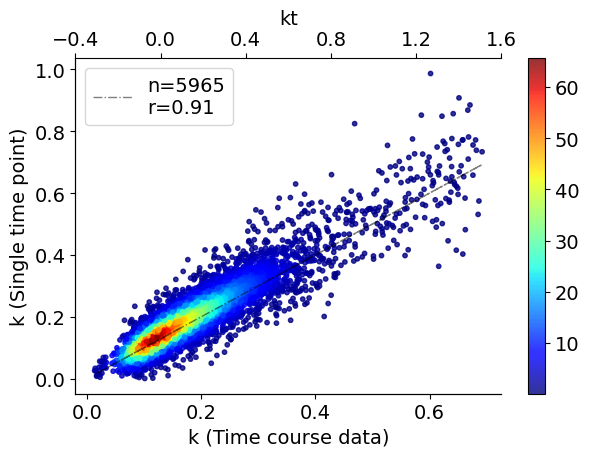 kt
−0.4 0.0 0.4 0.8 1.2 1.6
n=5965
r=0.91
1.0
0.8
0.6
0.4
0.2
0.0
k (Single time point)
0.0 0.2 0.4 0.6
k (Time course data)
60
50
40
30
20
10